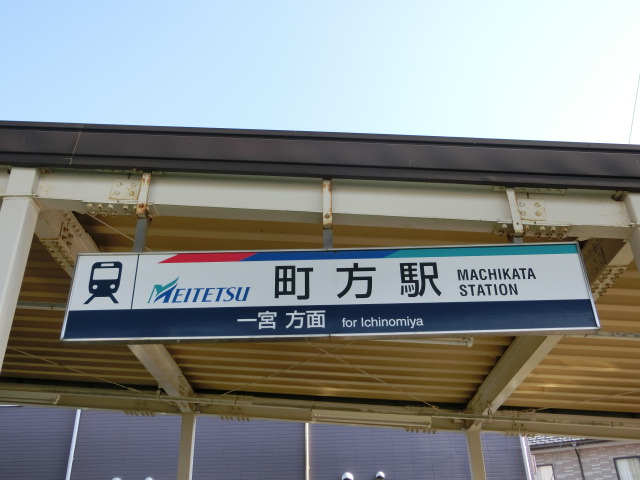 MEITETSU 町方駅 MACHIKATA STATION
一宮 方面 for Ichinomiya